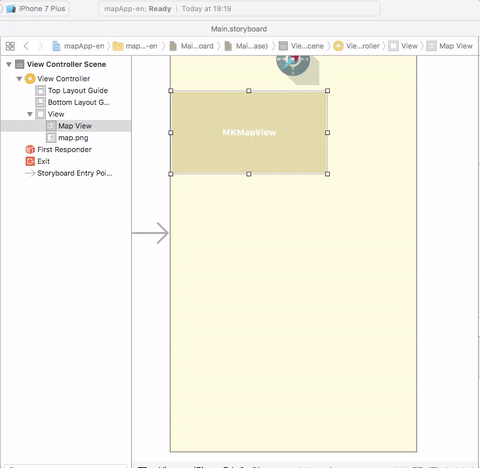 iPhone 7 Plus
mapApp-en: Ready | Today at 19:19
Main.storyboard
mapApp-en
map...-en
Mai...oard
Mai...ase)
Vie...cene
Vie...roller
View
Map View
View Controller Scene
View Controller
Top Layout Guide
Bottom Layout G...
View
Map View
map.png
First Responder
Exit
Storyboard Entry Poi...
MKMapView